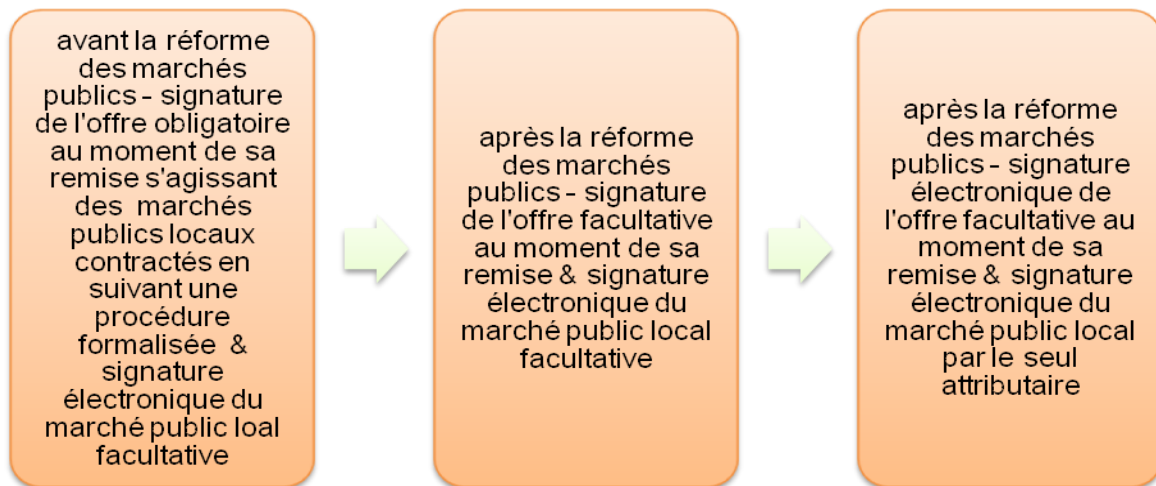 avant la réforme
des marchés
publics - signature
de l'offre obligatoire
au moment de sa
remise s'agissant
des marchés
publics locaux
contractés en
suivant une
procédure
formalisée &
signature
électronique du
marché public loal
facultative
après la réforme
des marchés
publics - signature
de l'offre facultative
au moment de sa
remise & signature
électronique du
marché public local
facultative
après la réforme
des marchés
publics - signature
électronique de
l'offre facultative au
moment de sa
remise & signature
électronique du
marché public local
par le seul
attributaire